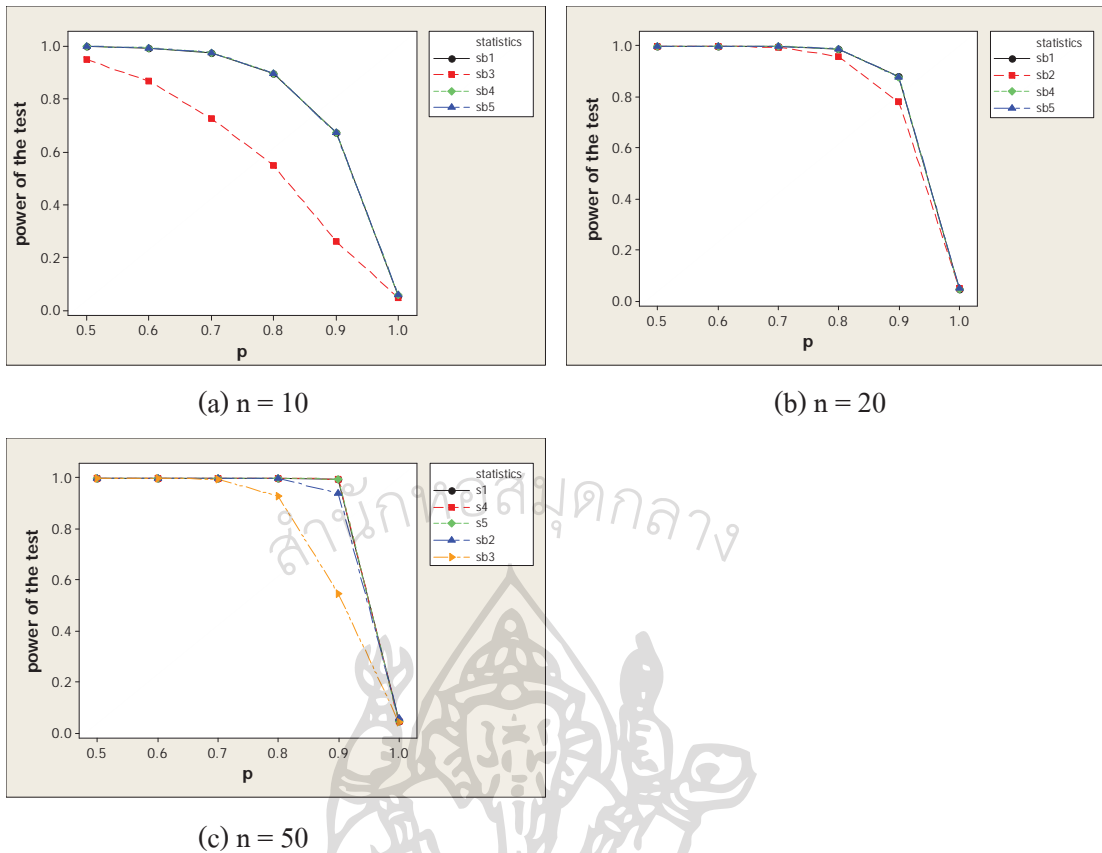 power of the test
1.0
0.8
0.6
0.4
0.2
0.0
0.5 0.6 0.7 0.8 0.9 1.0
p
statistics
sb1
sb3
sb4
sb5
(a) n = 10
power of the test
1.0
0.8
0.6
0.4
0.2
0.0
0.5 0.6 0.7 0.8 0.9 1.0
p
statistics
sb1
sb2
sb4
sb5
(b) n = 20
power of the test
1.0
0.8
0.6
0.4
0.2
0.0
0.5 0.6 0.7 0.8 0.9 1.0
p
statistics
s1
s4
s5
sb2
sb3
(c) n = 50
สำนักหอสมุดกลาง